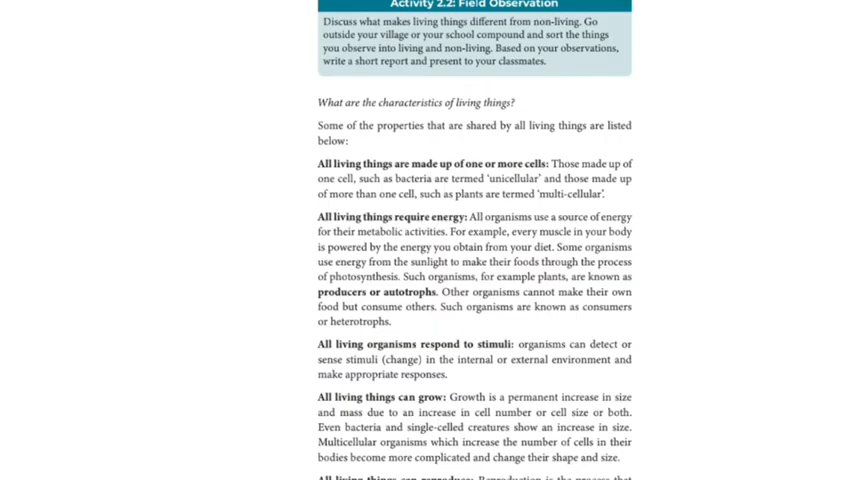 Activity 2.2: Field Observation
Discuss what makes living things different from non-living. Go
outside your village or your school compound and sort the things
you observe into living and non-living. Based on your observations,
write a short report and present to your classmates.
What are the characteristics of living things?
Some of the properties that are shared by all living things are listed
below:
All living things are made up of one or more cells: Those made up of
one cell, such as bacteria are termed ‘unicellular’ and those made up
of more than one cell, such as plants are termed ‘multi-cellular’.
All living things require energy: All organisms use a source of energy
for their metabolic activities. For example, every muscle in your body
is powered by the energy you obtain from your diet. Some organisms
use energy from the sunlight to make their foods through the process
of photosynthesis. Such organisms, for example plants, are known as
producers or autotrophs. Other organisms cannot make their own
food but consume others. Such organisms are known as consumers
or heterotrophs.
All living organisms respond to stimuli: organisms can detect or
sense stimuli (change) in the internal or external environment and
make appropriate responses.
All living things can grow: Growth is a permanent increase in size
and mass due to an increase in cell number or cell size or both.
Even bacteria and single-celled creatures show an increase in size.
Multicellular organisms which increase the number of cells in their
bodies become more complicated and change their shape and size.
All living things can reproduce: Reproduction is the process that